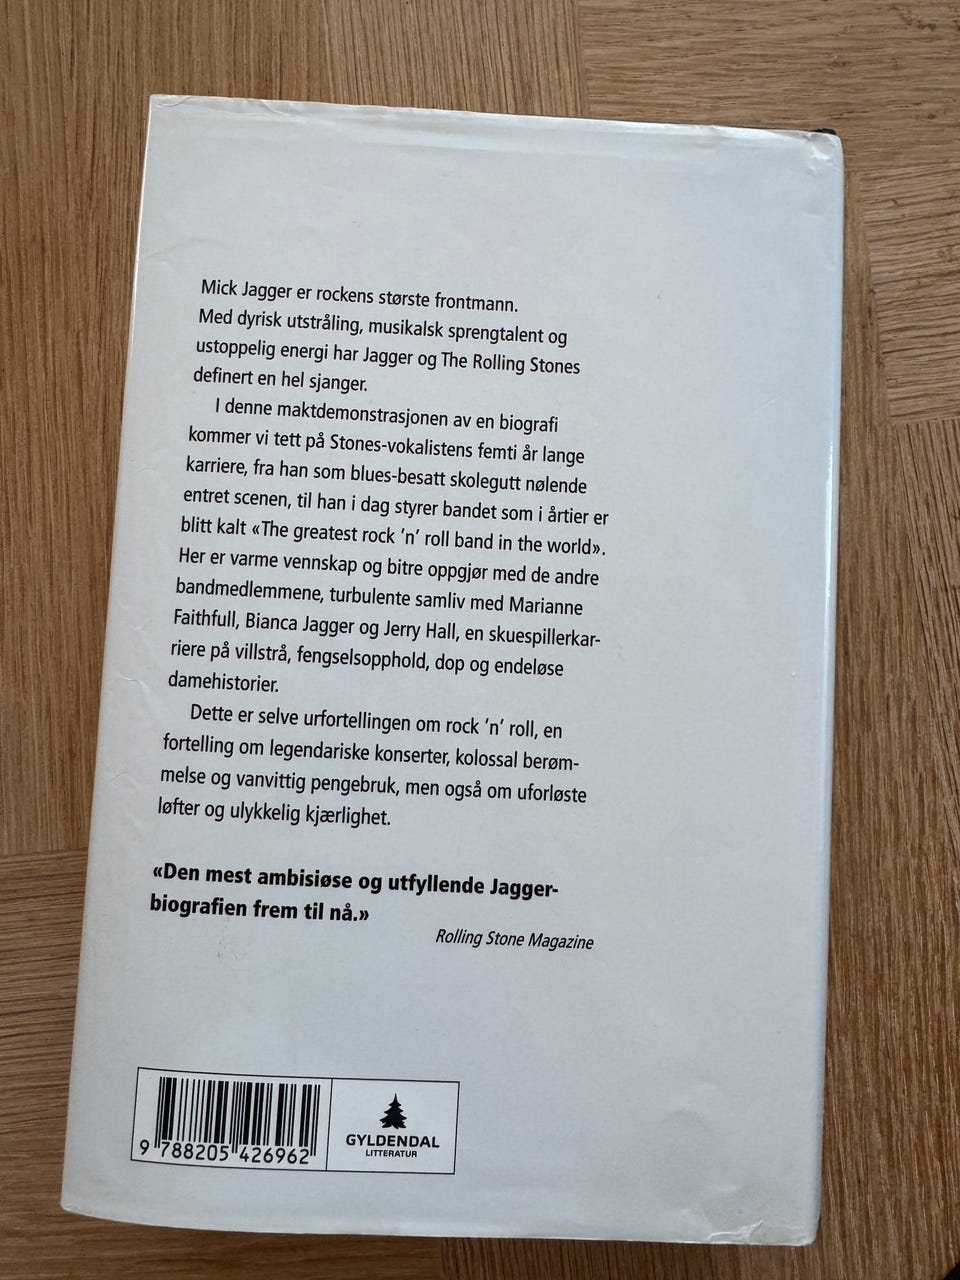 Mick Jagger er rockens største frontmann.
Med dyrisk utstråling, musikalsk sprengtalent og
ustoppelig energi har Jagger og The Rolling Stones
definert en hel sjanger.
I denne maktdemonstrasjonen av en biografi
kommer vi tett på Stones-vokalistens femti år lange
karriere, fra han som blues-besatt skolegutt nølende
entret scenen, til han i dag styrer bandet som i årtier er
blitt kalt «The greatest rock 'n' roll band in the world».
Her er varme vennskap og bitre oppgjør med de andre
bandmedlemmene, turbulente samliv med Marianne
Faithfull, Bianca Jagger og Jerry Hall, en skuespillerkar-
riere på villstrå, fengselsopphold, dop og endeløse
damehistorier.
Dette er selve urfortellingen om rock 'n' roll, en
fortelling om legendariske konserter, kolossal berøm-
melse og vanvittig pengebruk, men også om uforløste
løfter og ulykkelig kjærlighet.
«Den mest ambisiøse og utfyllende Jagger-
biografien frem til nå.»
Rolling Stone Magazine
9 788205 426962
GYLDENDAL
LITTERATUR